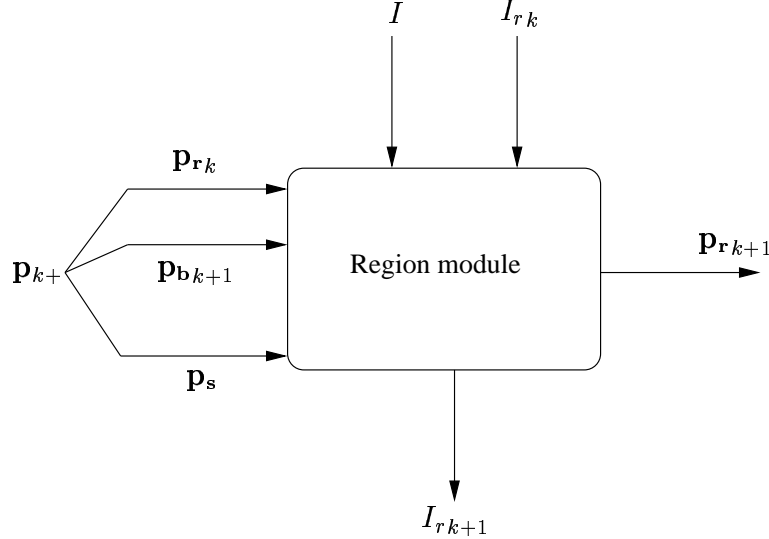 I I_{r k}
p_{r k}
p_{r k+1}
p_{k+} p_{b k+1} Region module
p_s
I_{r k+1}